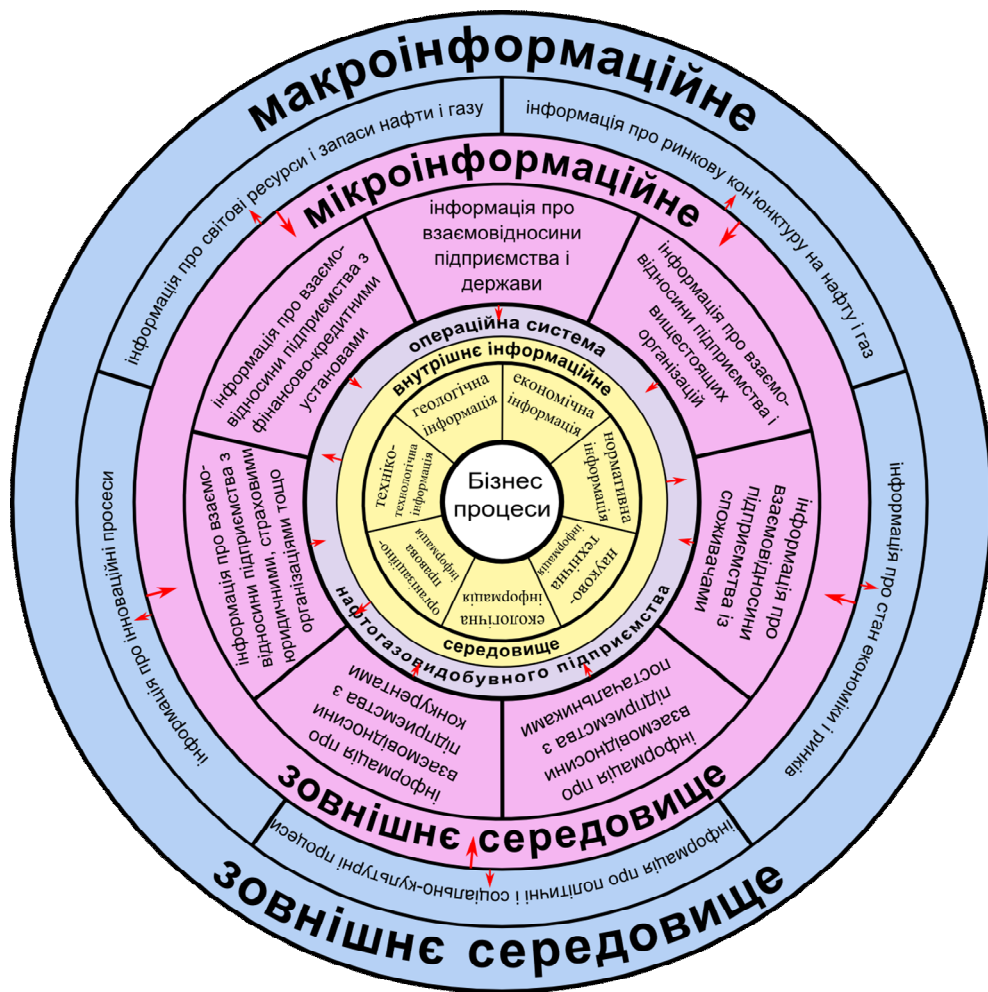 макроінформаційне
інформація про світові ресурси і запаси нафти і газу
інформація про ринкову кон'юнктуру на нафту і газ
інформація про стан економіки і ринків
інформація про політичні і соціально-культурні процеси
інформація про інноваційні просеси
зовнішнє середовище
мікроінформаційне
інформація про
взаємовідносини
підприємства і
держави
інформація про взаємо-
відносини підприємства і
вищестоящих
організацій
інформація про
взаємовідносини
підприємства із
споживачами
інформація про
взаємовідносини
підприємства з
постачальниками
інформація про
взаємовідносини
підприємства з
конкурентами
інформація про взаємо-
відносини підприємства з
юридичними, страховими
організаціями тощо
інформація про взаємо-
відносини підприємства з
фінансово-кредитними
установами
зовнішнє середовище
операційна система
нафтогазовидобувного підприємства
внутрішнє інформаційне
середовище
геологічна
інформація
економічна
інформація
нормативна
інформація
науково-
технічна
інформація
екологічна
інформація
організаційно-
правова
інформація
техніко-
технологічна
інформація
Бізнес
процеси